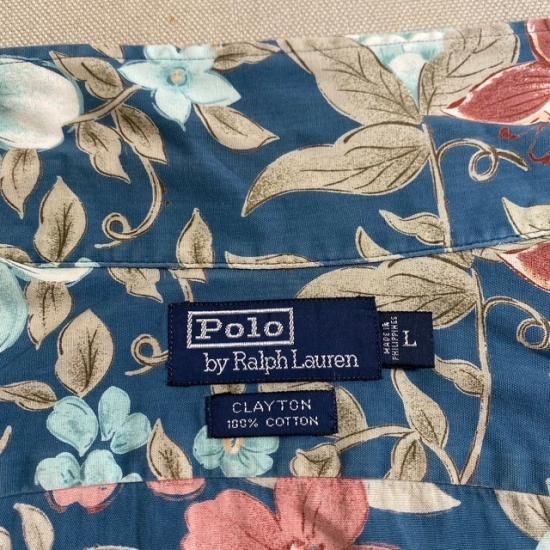 Polo
by Ralph Lauren
MADE IN
PHILIPPINES
L
CLAYTON
100% COTTON